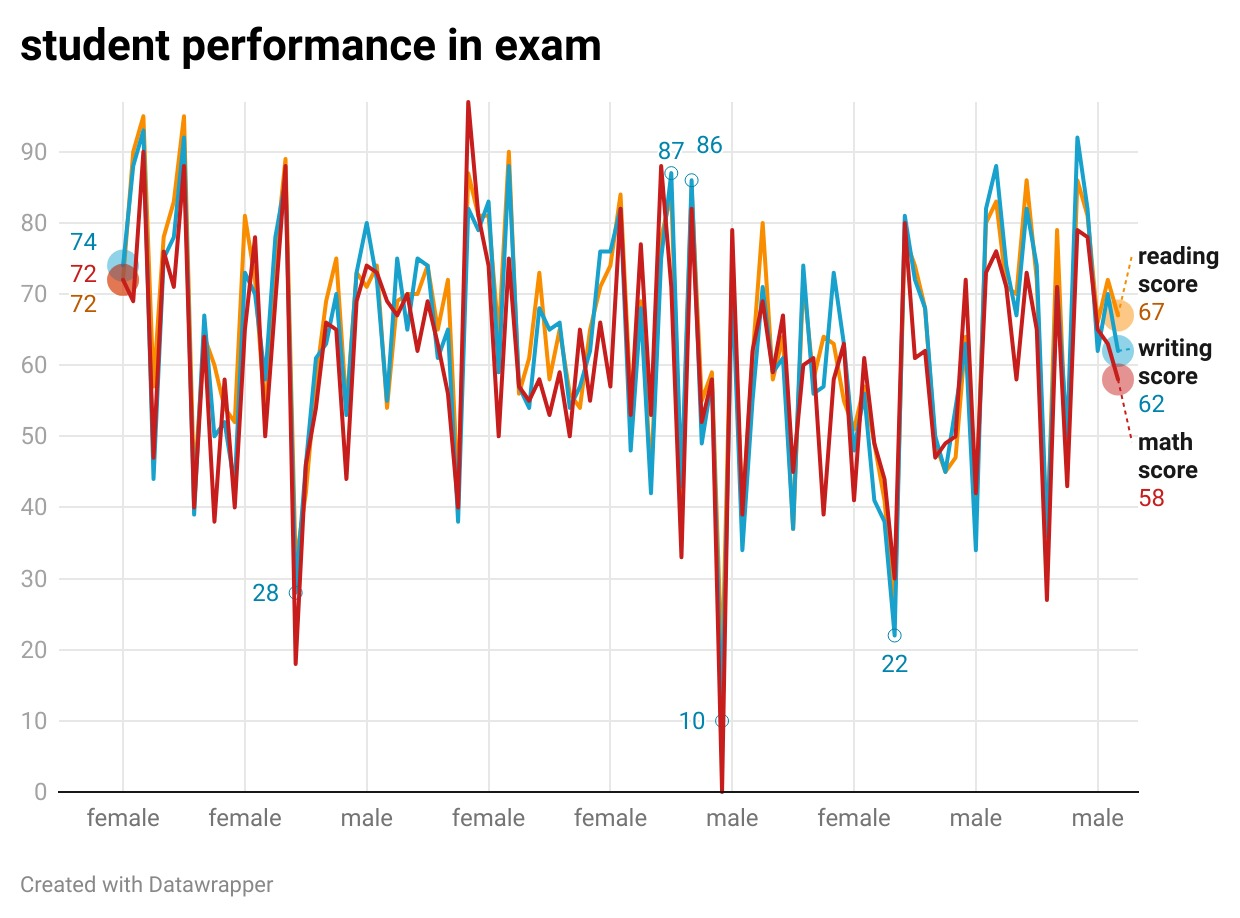 student performance in exam
90
80
70
60
50
40
30
20
10
0
74
72
72
28
87
86
10
22
reading
score
67
writing
score
62
math
score
58
female
female
male
female
female
male
female
male
male
Created with Datawrapper